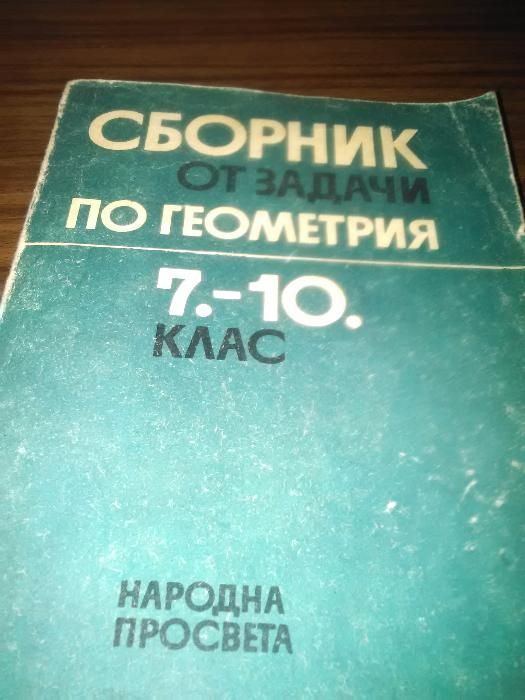 СБОРНИК
ОТ ЗАДАЧИ
ПО ГЕОМЕТРИЯ
7.-10.
КЛАС
НАРОДНА
ПРОСВЕТА